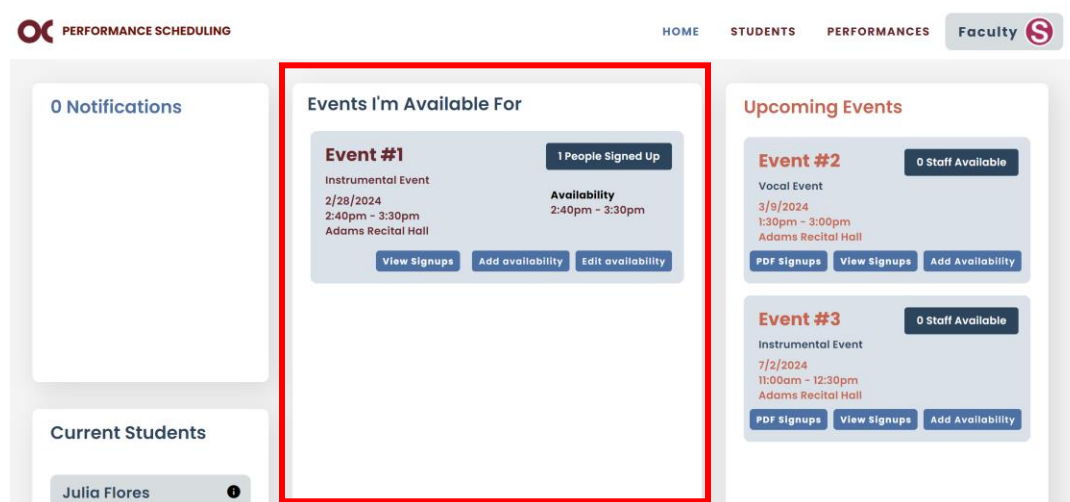 OC PERFORMANCE SCHEDULING
HOME
STUDENTS
PERFORMANCES
Faculty S
0 Notifications
Current Students
Julia Flores
Events I'm Available For
Event #1
1 People Signed Up
Instrumental Event
2/28/2024
2:40pm - 3:30pm
Adams Recital Hall
Availability
2:40pm - 3:30pm
View Signups
Add availability
Edit availability
Upcoming Events
Event #2
0 Staff Available
Vocal Event
3/9/2024
1:30pm - 3:00pm
Adams Recital Hall
PDF Signups
View Signups
Add Availability
Event #3
0 Staff Available
Instrumental Event
7/2/2024
11:00am - 12:30pm
Adams Recital Hall
PDF Signups
View Signups
Add Availability